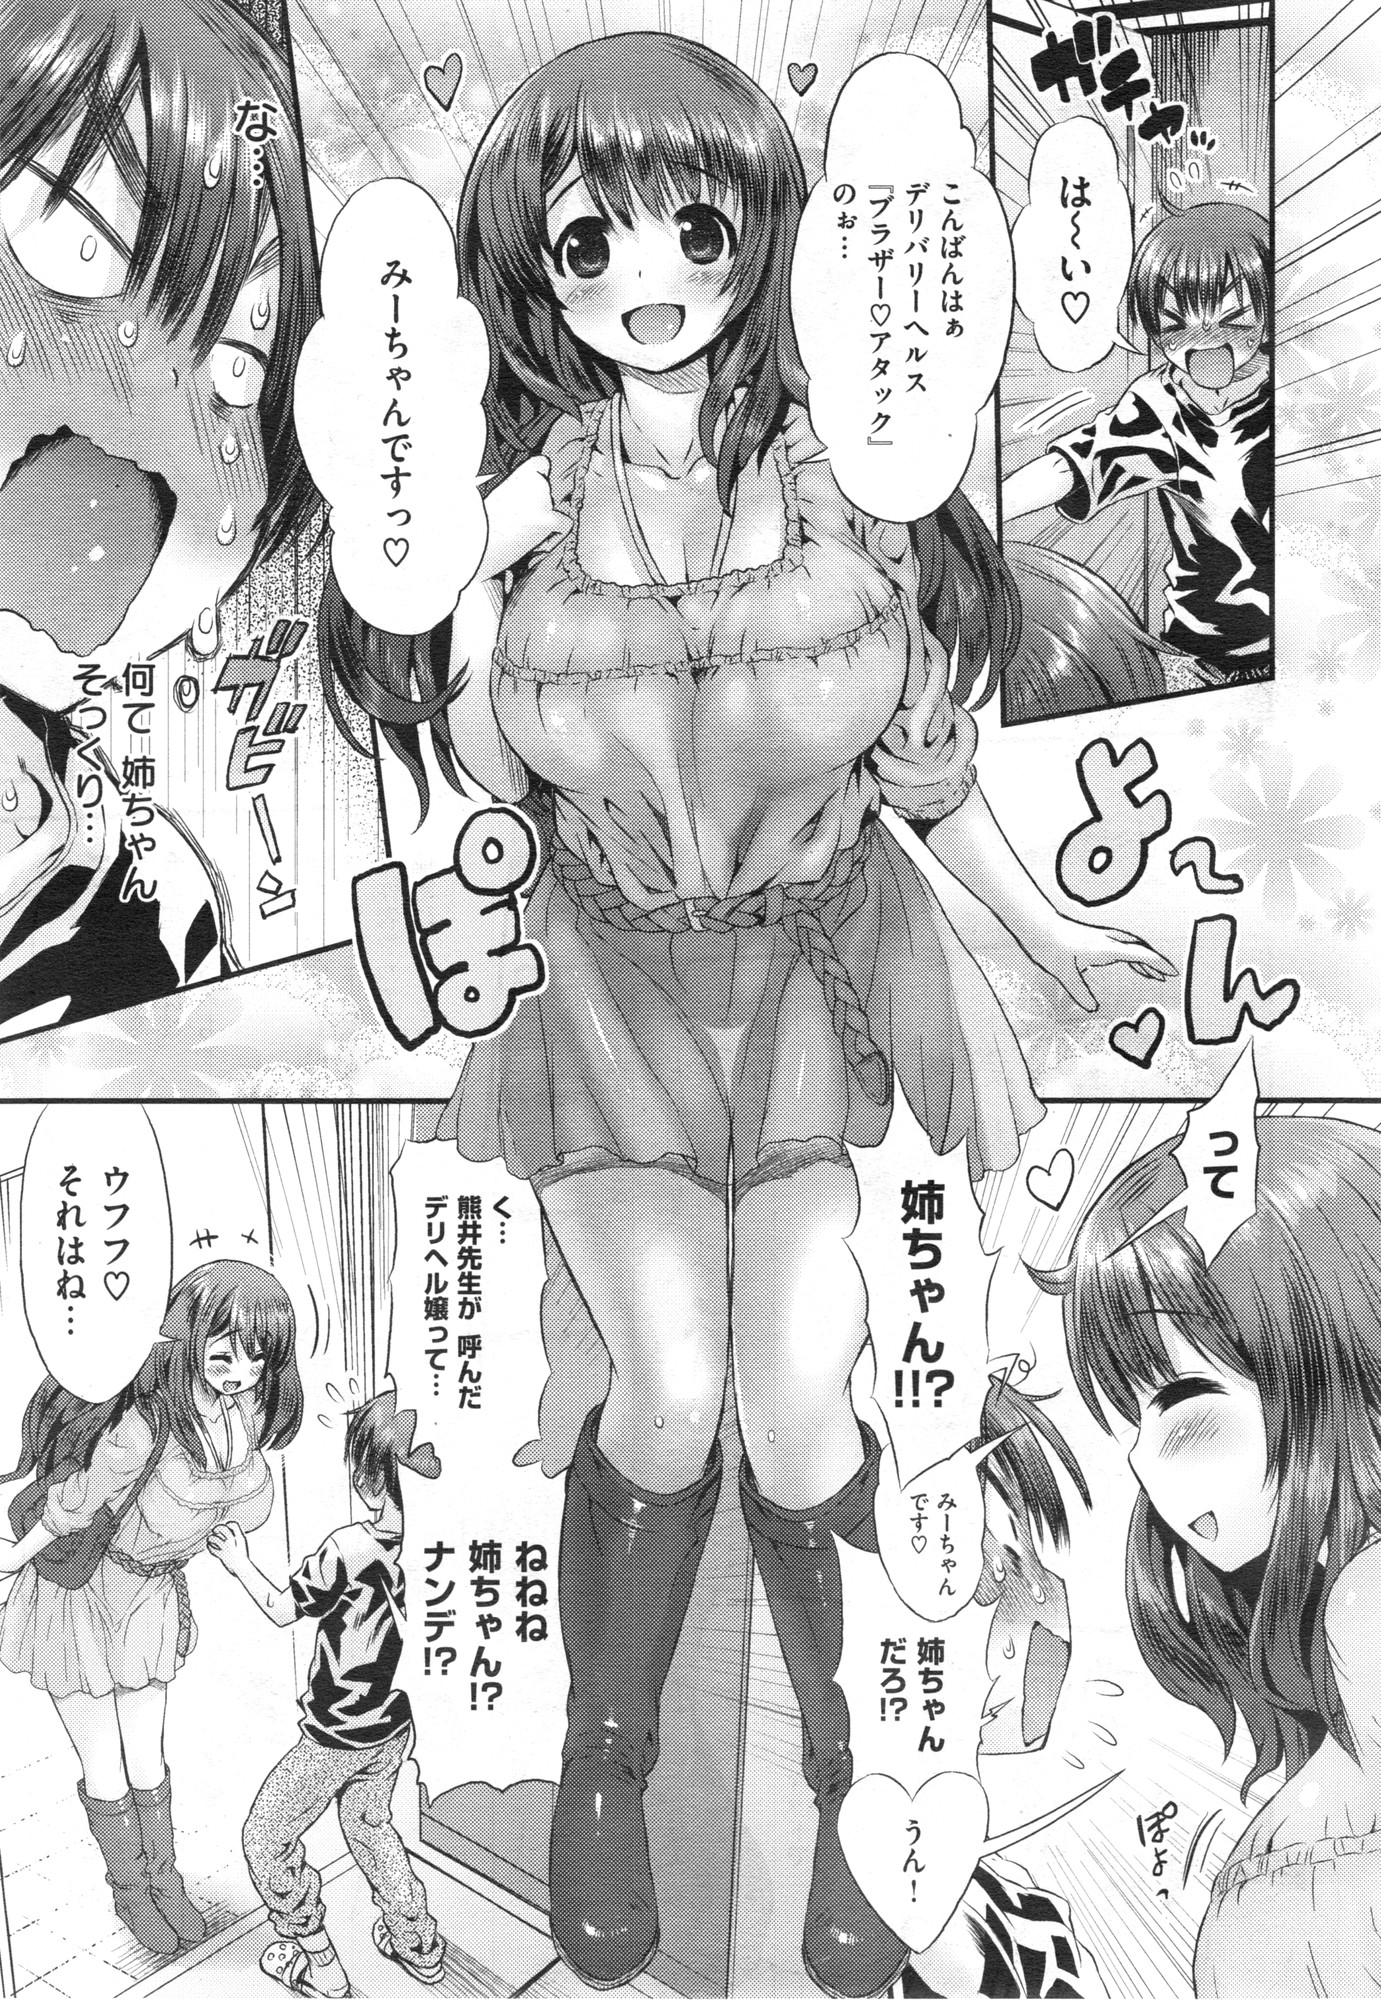 ガチャッ
は～い♡
こんばんはぁ
デリバリーヘルス
『ブラザー♡アタック』
のぉ…
みーちゃんですっ♡
ぽ
よ～ん
な…
ガビーン
何て 姉ちゃん
そっくり…
って
姉ちゃん!!?
みーちゃん
です♡
姉ちゃん
だろ!?
うん！
ぽよっ
く…
熊井先生が 呼んだ
デリヘル嬢って…
ねねね
姉ちゃん!?
ナンデ!?
ウフフ♡
それはね…